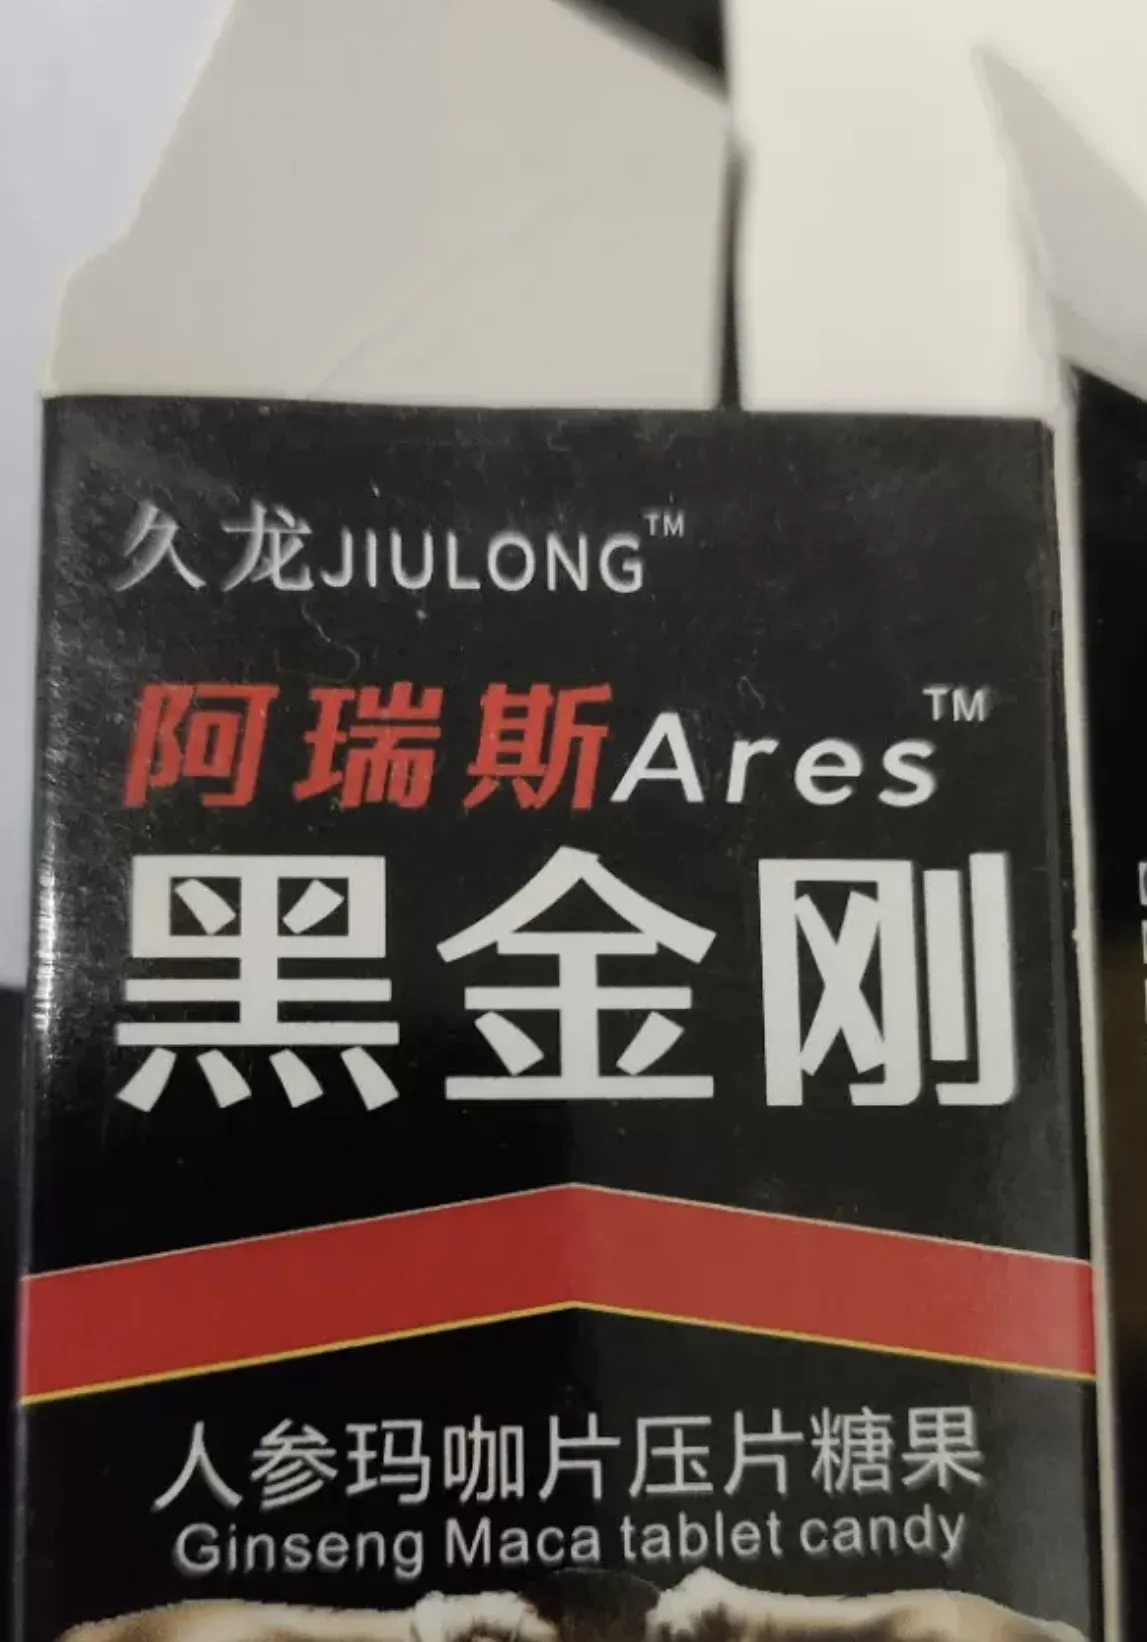 久龙JIULONG™
阿瑞斯Ares™
黑金刚
人参玛咖片压片糖果
Ginseng Maca tablet candy